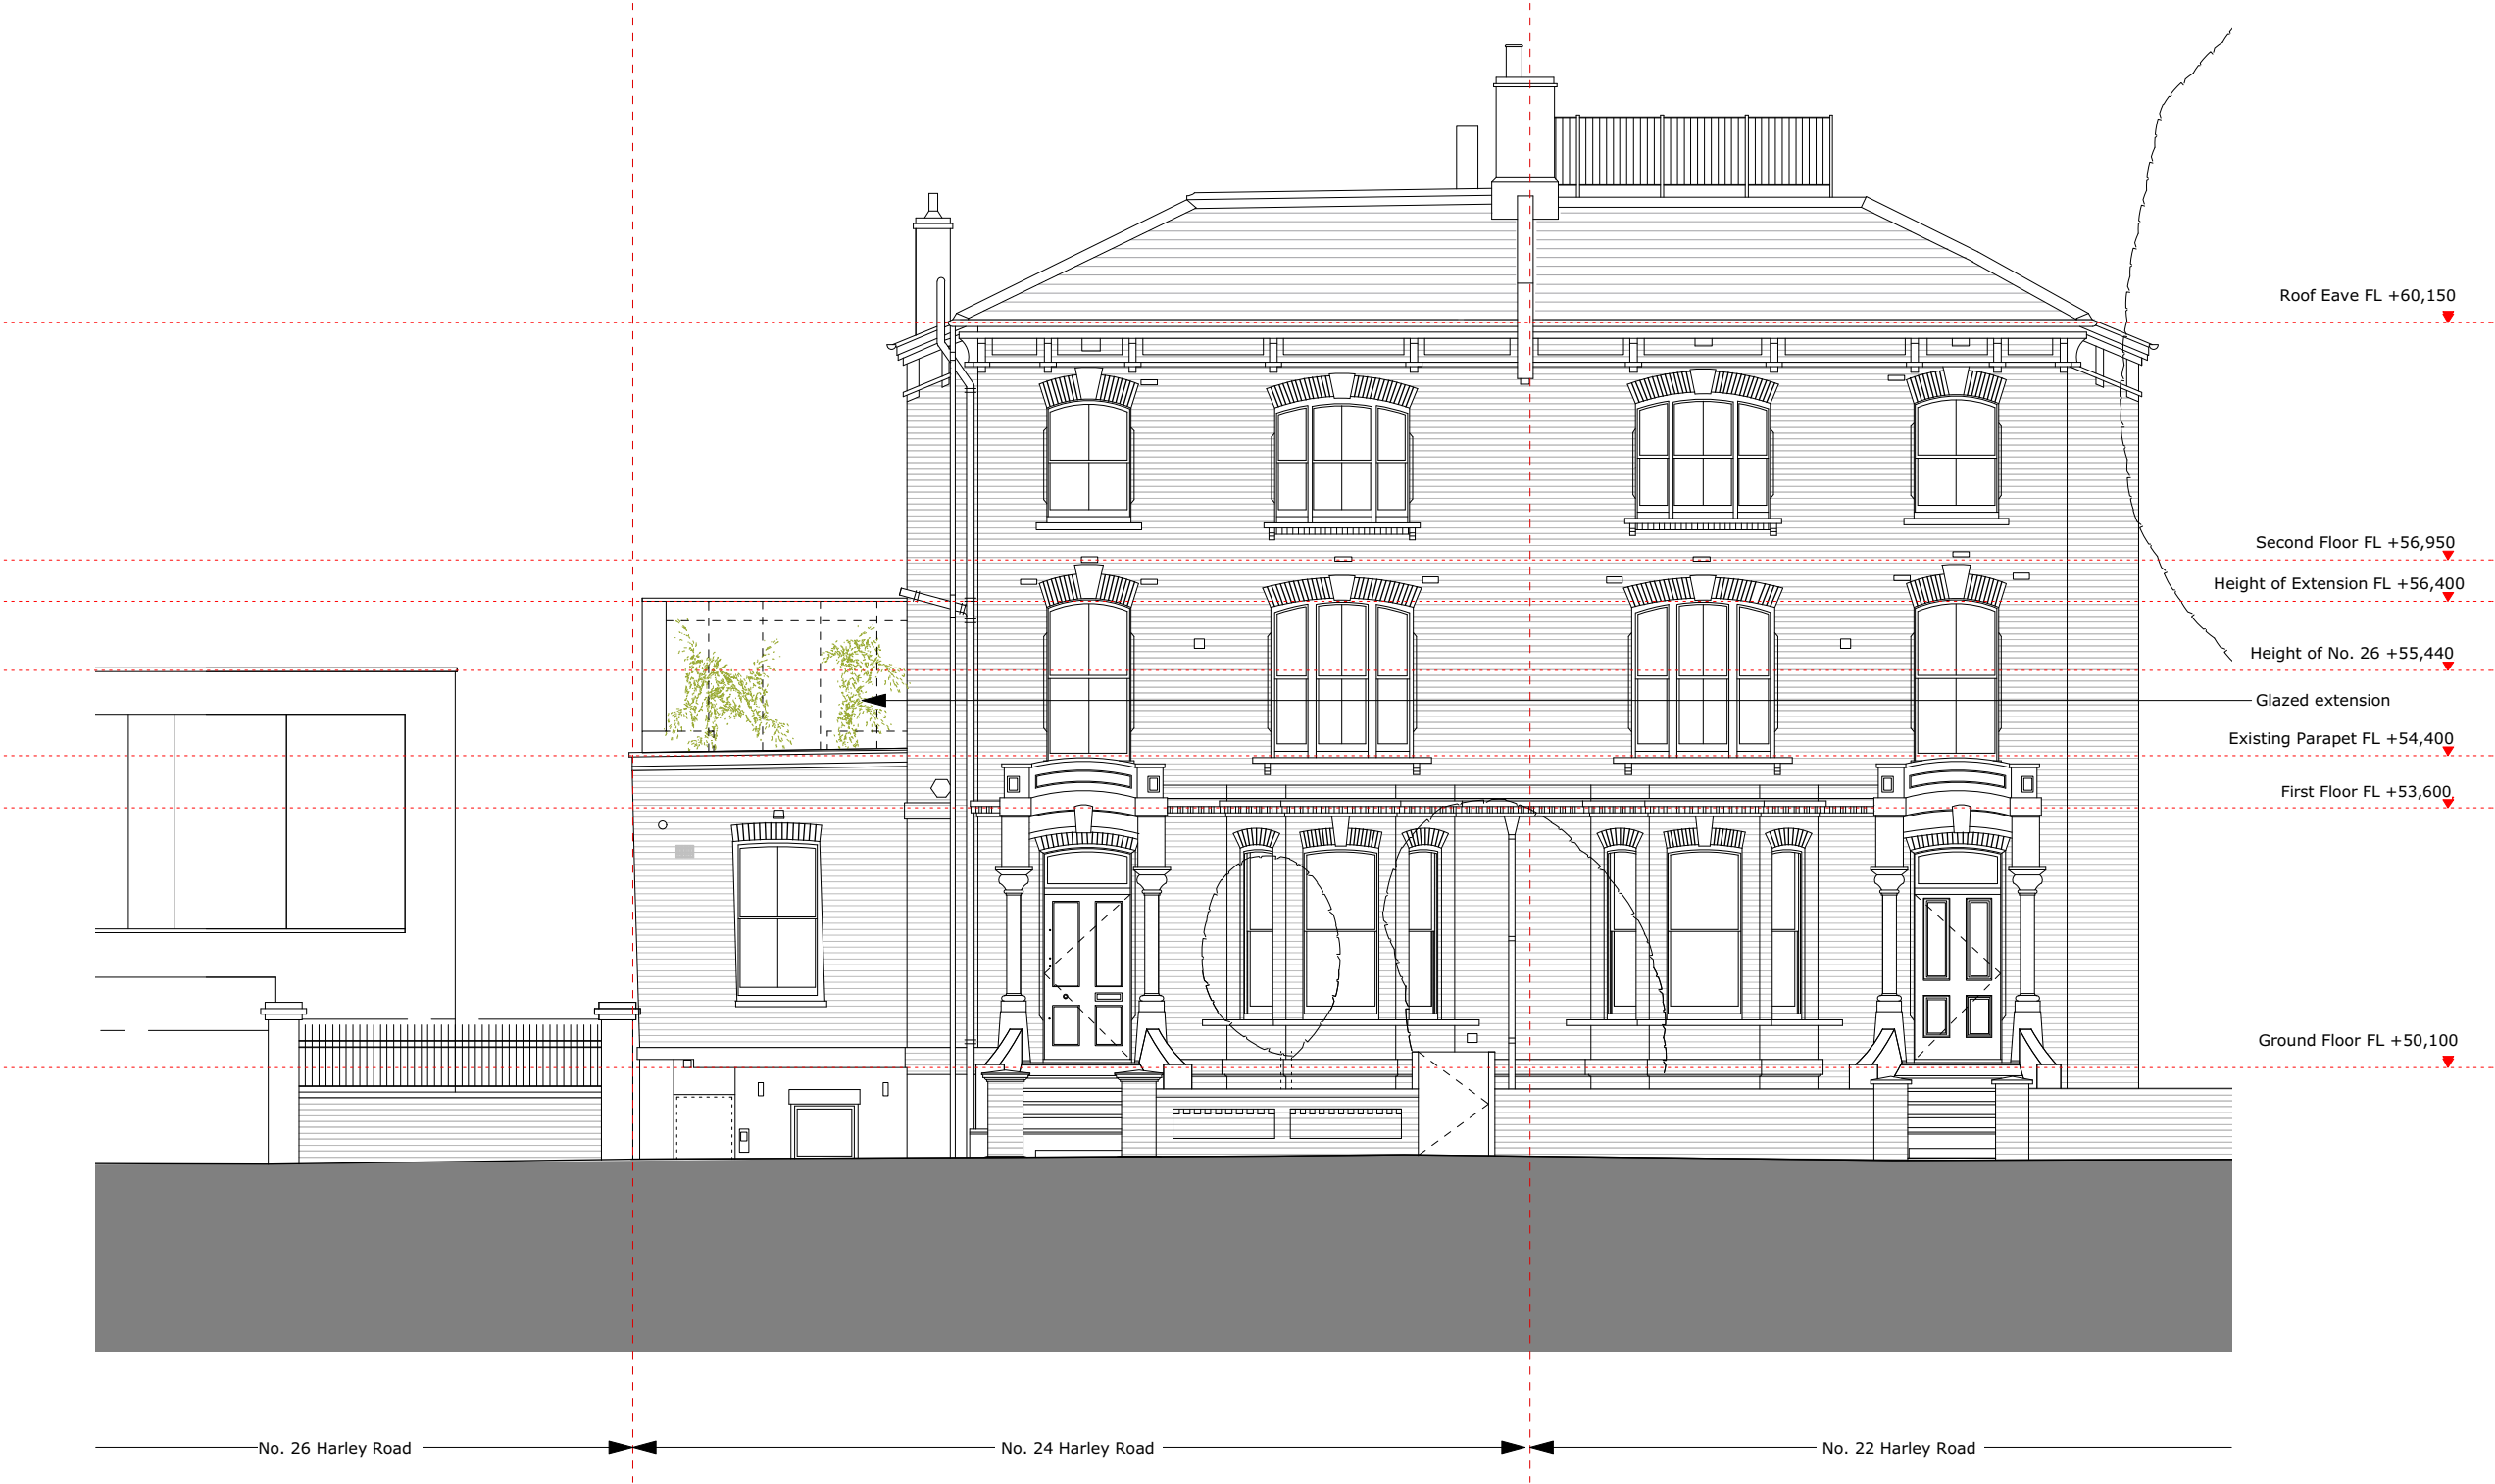 Roof Eave FL +60,150
Second Floor FL +56,950
Height of Extension FL +56,400
Height of No. 26 +55,440
Glazed extension
Existing Parapet FL +54,400
First Floor FL +53,600
Ground Floor FL +50,100
No. 26 Harley Road
No. 24 Harley Road
No. 22 Harley Road